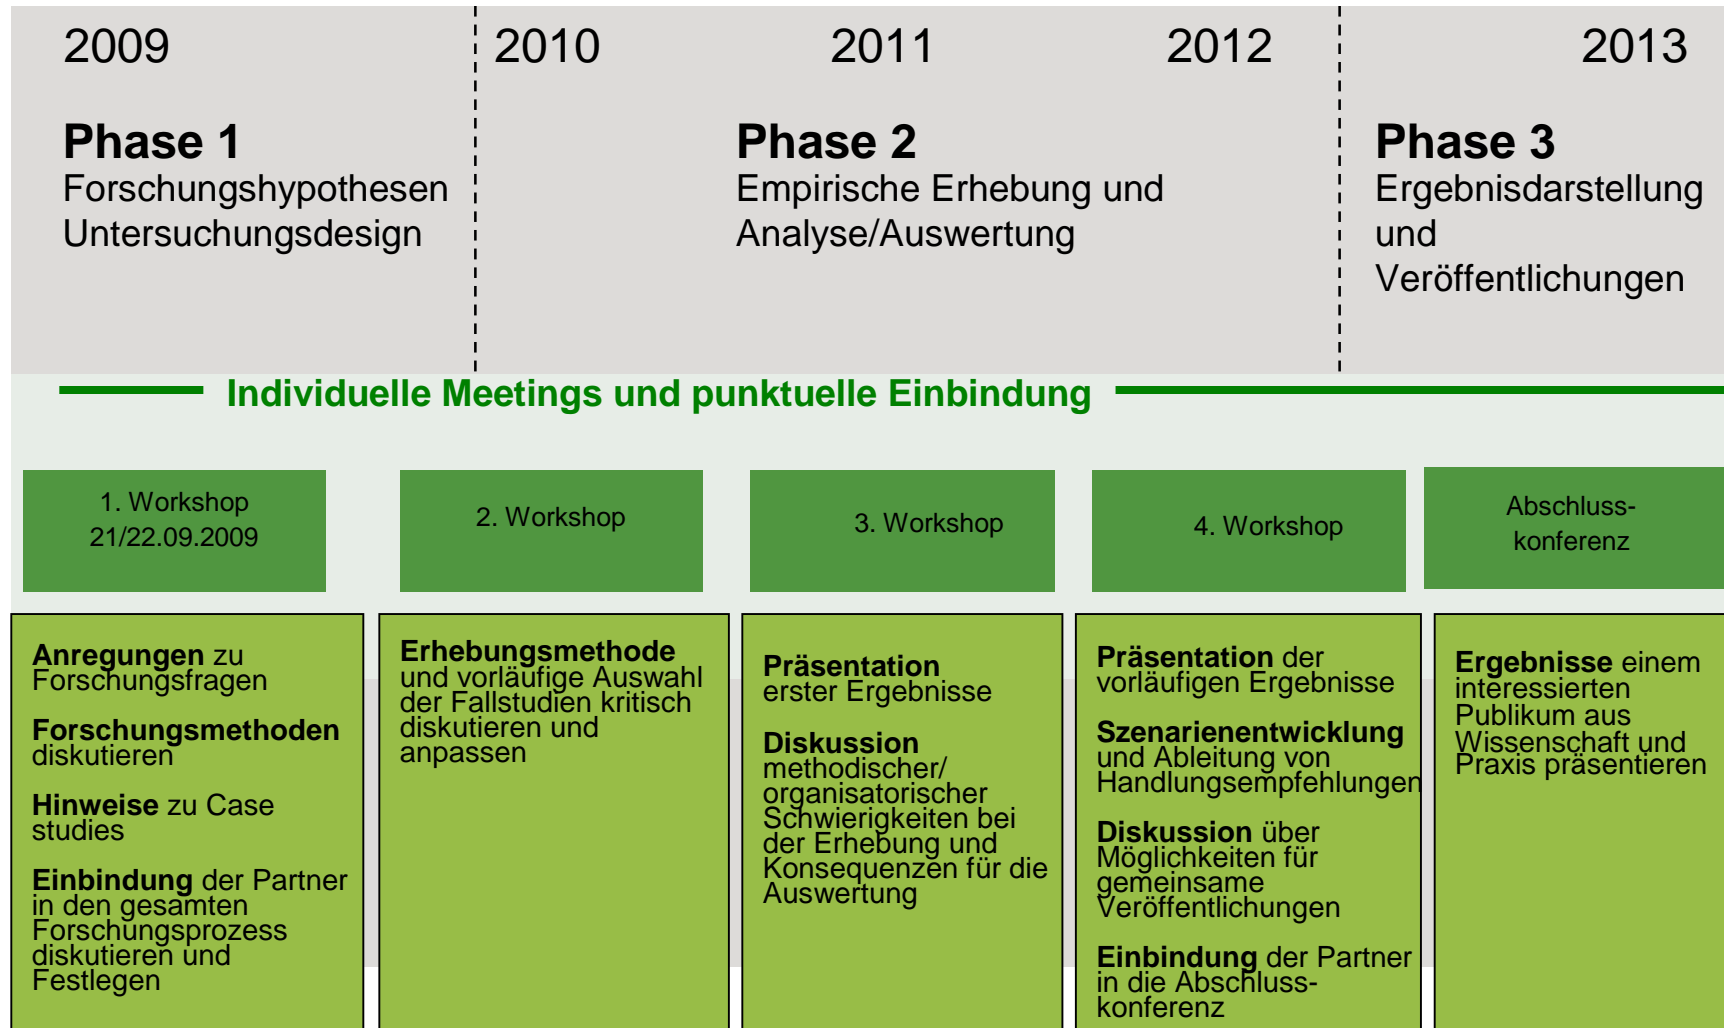 2009
2010
2011
2012
2013
Phase 1
Forschungshypothesen
Untersuchungsdesign
Phase 2
Empirische Erhebung und
Analyse/Auswertung
Phase 3
Ergebnisdarstellung
und
Veröffentlichungen
Individuelle Meetings und punktuelle Einbindung
1. Workshop
21/22.09.2009
2. Workshop
3. Workshop
4. Workshop
Abschluss-
konferenz
Anregungen zu
Forschungsfragen
Forschungsmethoden
diskutieren
Hinweise zu Case
studies
Einbindung der Partner
in den gesamten
Forschungsprozess
diskutieren und
Festlegen
Erhebungsmethode
und vorläufige Auswahl
der Fallstudien kritisch
diskutieren und
anpassen
Präsentation
erster Ergebnisse
Diskussion
methodischer/
organisatorischer
Schwierigkeiten bei
der Erhebung und
Konsequenzen für die
Auswertung
Präsentation der
vorläufigen Ergebnisse
Szenarienentwicklung
und Ableitung von
Handlungsempfehlungen
Diskussion über
Möglichkeiten für
gemeinsame
Veröffentlichungen
Einbindung der Partner
in die Abschluss-
konferenz
Ergebnisse einem
interessierten
Publikum aus
Wissenschaft und
Praxis präsentieren